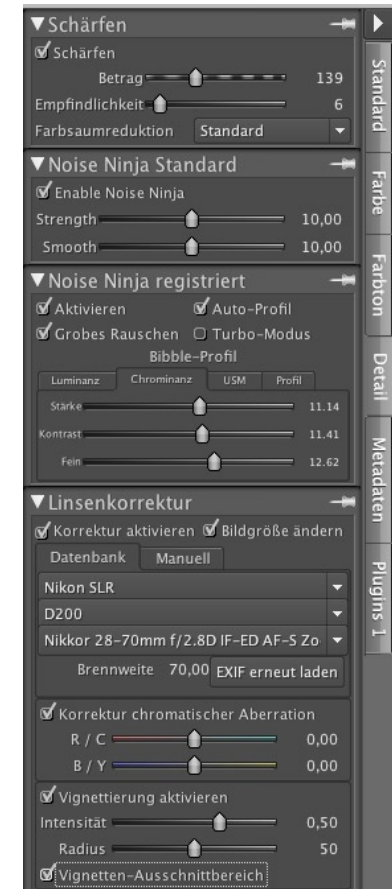 Schärfen
Schärfen
Betrag 139
Empfindlichkeit 6
Farbsaumreduktion Standard
Noise Ninja Standard
Enable Noise Ninja
Strength 10,00
Smooth 10,00
Noise Ninja registriert
Aktivieren Auto-Profil
Grobes Rauschen Turbo-Modus
Bibble-Profil
Luminanz Chrominanz USM Profil
Stärke 11.14
Kontrast 11.41
Fein 12.62
Linsenkorrektur
Korrektur aktivieren Bildgröße ändern
Datenbank Manuell
Nikon SLR
D200
Nikkor 28-70mm f/2.8D IF-ED AF-S Zo
Brennweite 70,00 EXIF erneut laden
Korrektur chromatischer Aberration
R / C 0,00
B / Y 0,00
Vignettierung aktivieren
Intensität 0,50
Radius 50
Vignetten-Ausschnittbereich
Standard
Farbe
Farbton
Detail
Metadaten
Plugins 1